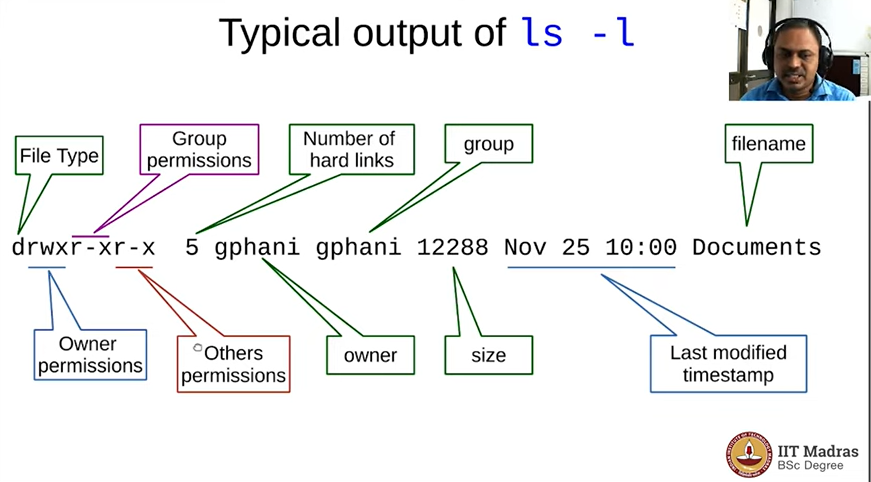 Typical output of ls -l
File Type
Group
permissions
Number of
hard links
group
filename
drwxr-xr-x 5 gphani gphani 12288 Nov 25 10:00 Documents
Owner
permissions
Others
permissions
owner
size
Last modified
timestamp
IIT Madras
BSc Degree